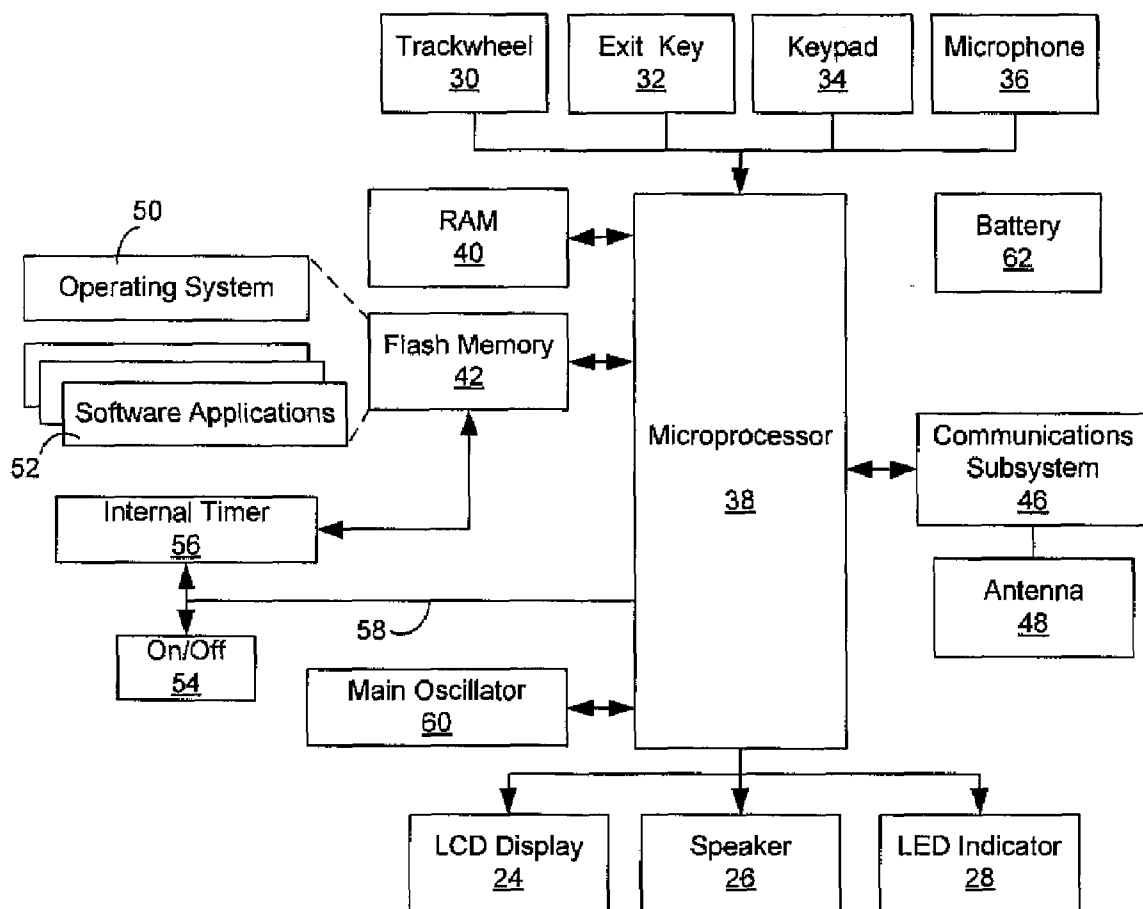 Trackwheel
30
Exit Key
32
Keypad
34
Microphone
36
50
RAM
40
Battery
62
Operating System
Flash Memory
42
Software Applications
52
Microprocessor
38
Communications
Subsystem
46
Internal Timer
56
Antenna
48
58
On/Off
54
Main Oscillator
60
LCD Display
24
Speaker
26
LED Indicator
28